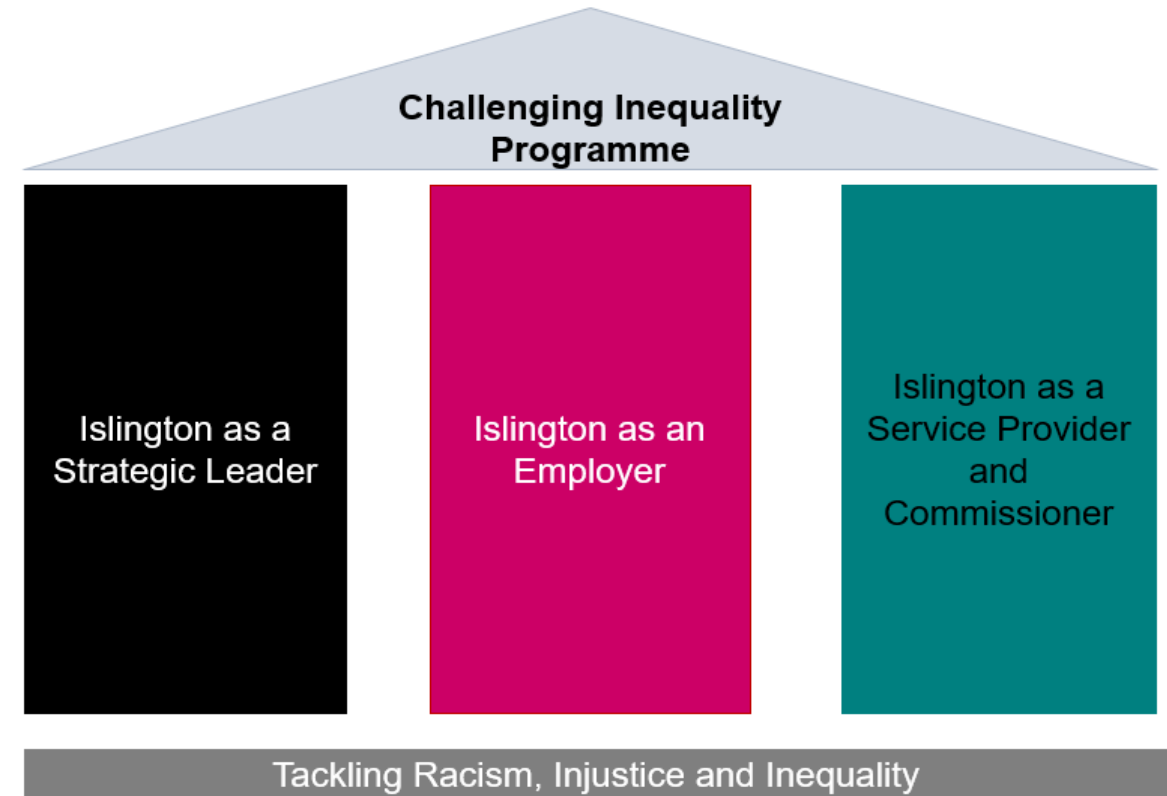 Challenging Inequality
Programme
Islington as a
Strategic Leader
Islington as an
Employer
Islington as a
Service Provider
and
Commissioner
Tackling Racism, Injustice and Inequality